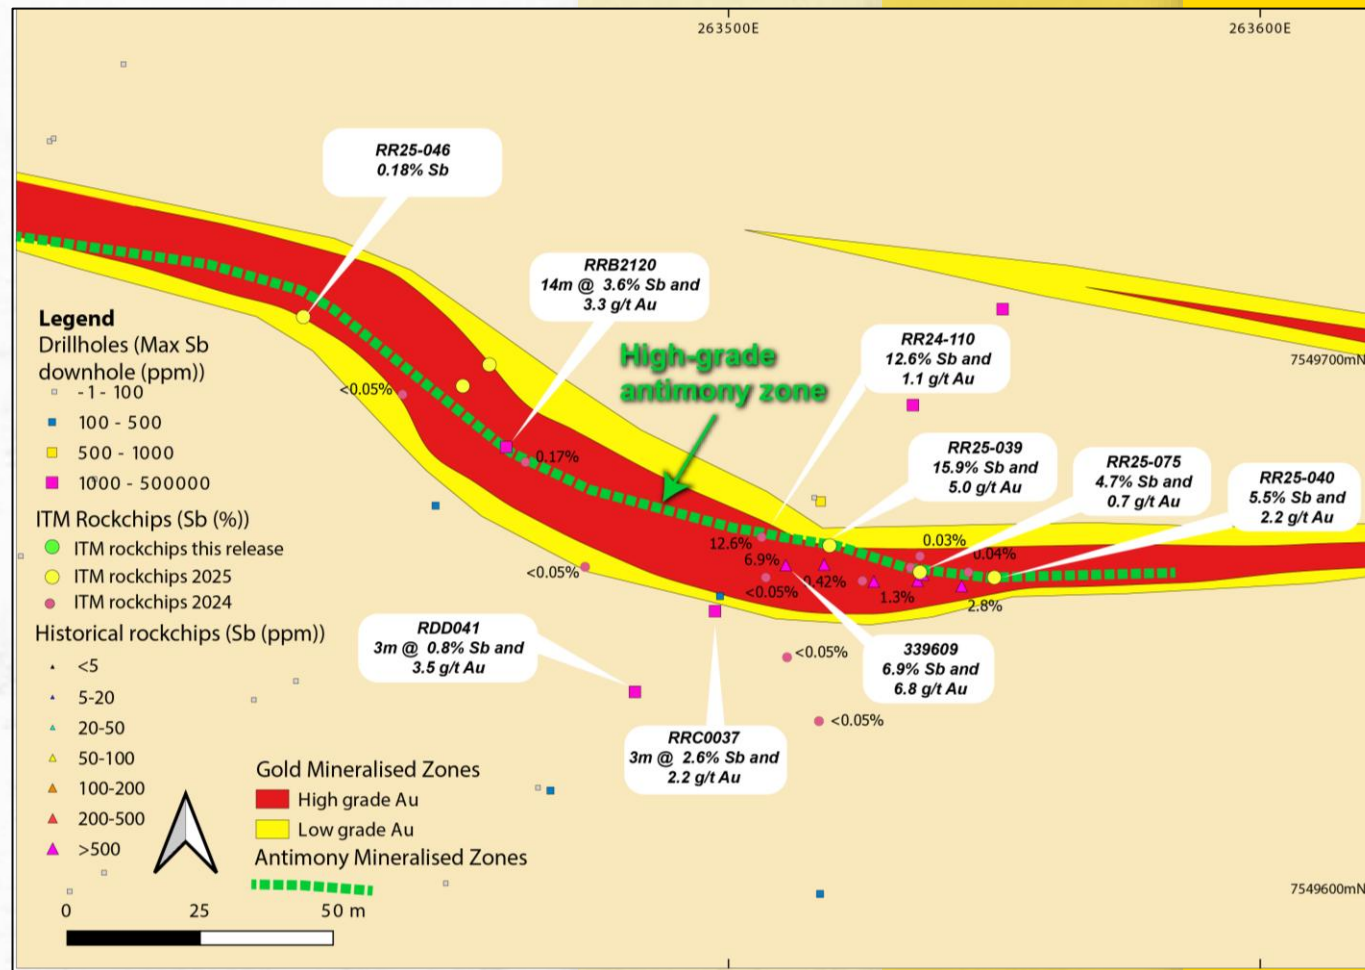 263500E
263600E
RR25-046
0.18% Sb
RRB2120
14m @ 3.6% Sb and
3.3 g/t Au
High-grade
antimony zone
RR24-110
12.6% Sb and
1.1 g/t Au
7549700mN
<0.05%
0.17%
RR25-039
15.9% Sb and
5.0 g/t Au
RR25-075
4.7% Sb and
0.7 g/t Au
RR25-040
5.5% Sb and
2.2 g/t Au
12.6%
6.9%
<0.05%
0.42%
0.03%
0.04%
1.3%
2.8%
<0.05%
RDD041
3m @ 0.8% Sb and
3.5 g/t Au
339609
6.9% Sb and
6.8 g/t Au
<0.05%
<0.05%
RRC0037
3m @ 2.6% Sb and
2.2 g/t Au
7549600mN
Legend
Drillholes (Max Sb
downhole (ppm))
-1 - 100
100 - 500
500 - 1000
1000 - 500000
ITM Rockchips (Sb (%))
ITM rockchips this release
ITM rockchips 2025
ITM rockchips 2024
Historical rockchips (Sb (ppm))
<5
5-20
20-50
50-100
100-200
200-500
>500
Gold Mineralised Zones
High grade Au
Low grade Au
Antimony Mineralised Zones
0 25 50 m